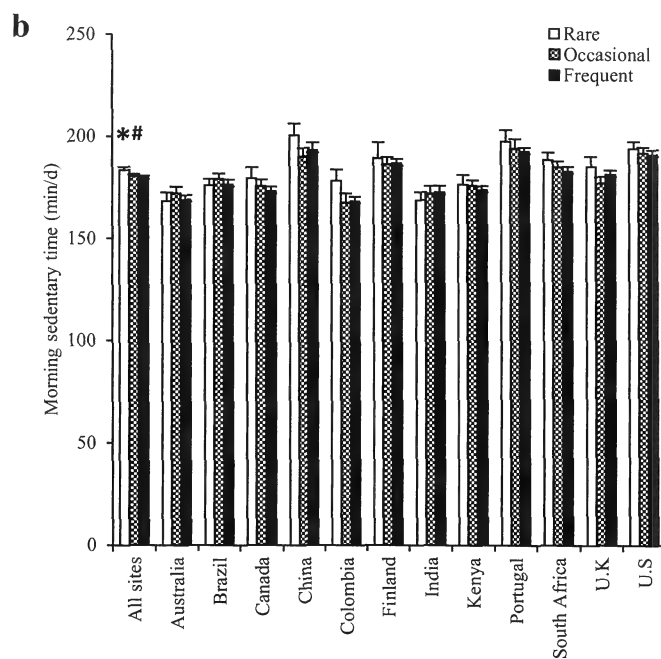 b
250
200
150
100
50
0
Morning sedentary time (min/d)
Rare
Occasional
Frequent
*#
All sites
Australia
Brazil
Canada
China
Colombia
Finland
India
Kenya
Portugal
South Africa
U.K
U.S